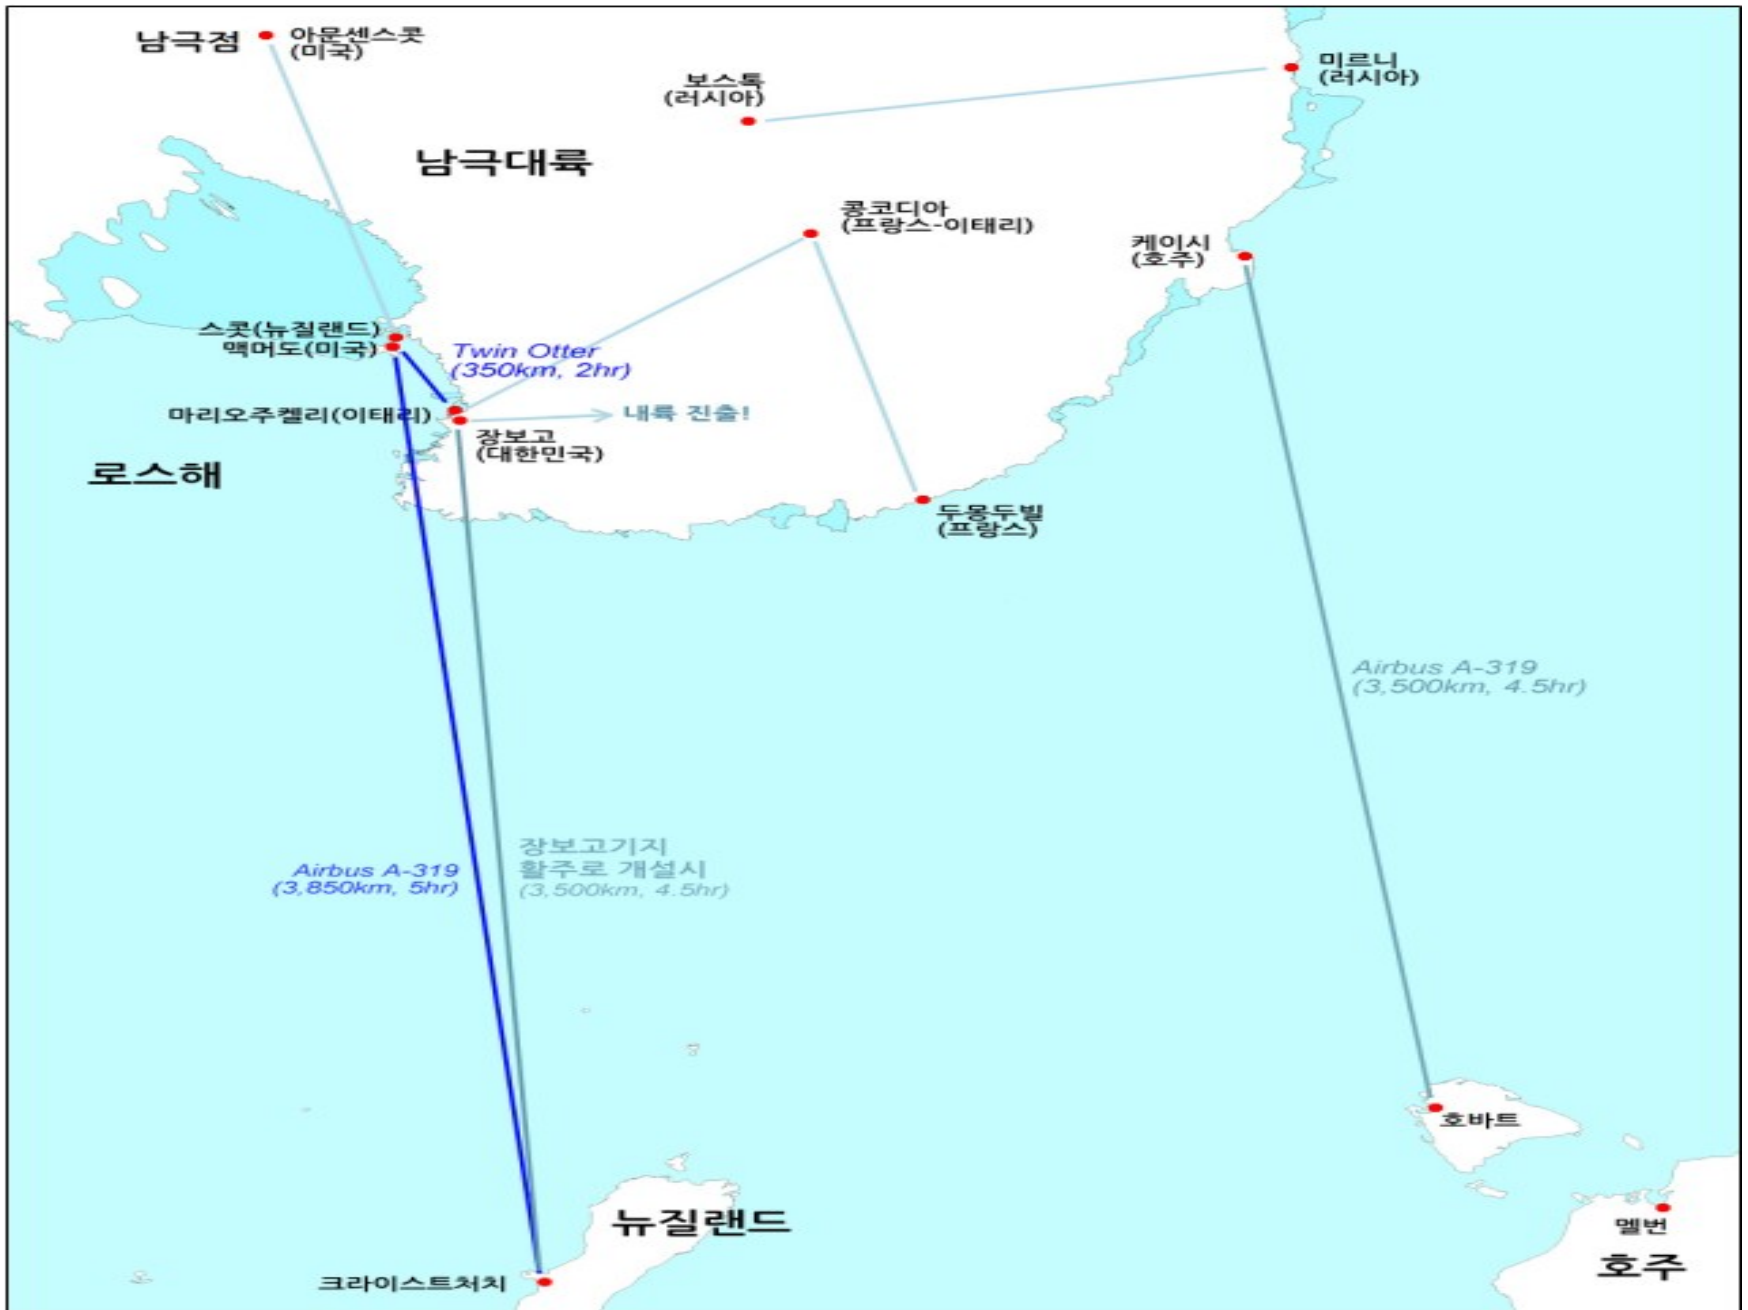 남극점
아문센스콧
(미국)
보스톡
(러시아)
미르니
(러시아)
남극대륙
콩코디아
(프랑스-이태리)
케이시
(호주)
스콧(뉴질랜드)
맥머도(미국)
Twin Otter
(350km, 2hr)
마리오주켈리(이태리)
내륙 진출!
장보고
(대한민국)
로스해
두몽두빌
(프랑스)
Airbus A-319
(3,500km, 4.5hr)
장보고기지
활주로 개설시
(3,500km, 4.5hr)
Airbus A-319
(3,850km, 5hr)
호바트
뉴질랜드
멜번
호주
크라이스트처치